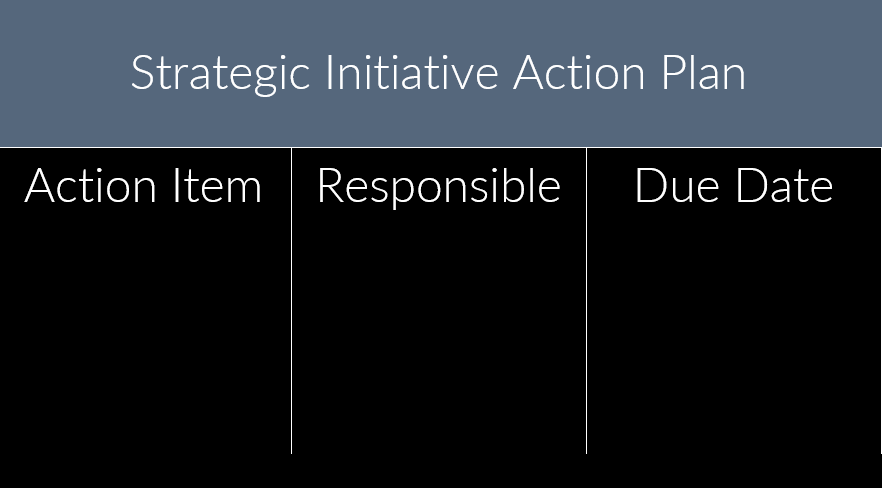 Strategic Initiative Action Plan
Action Item Responsible Due Date